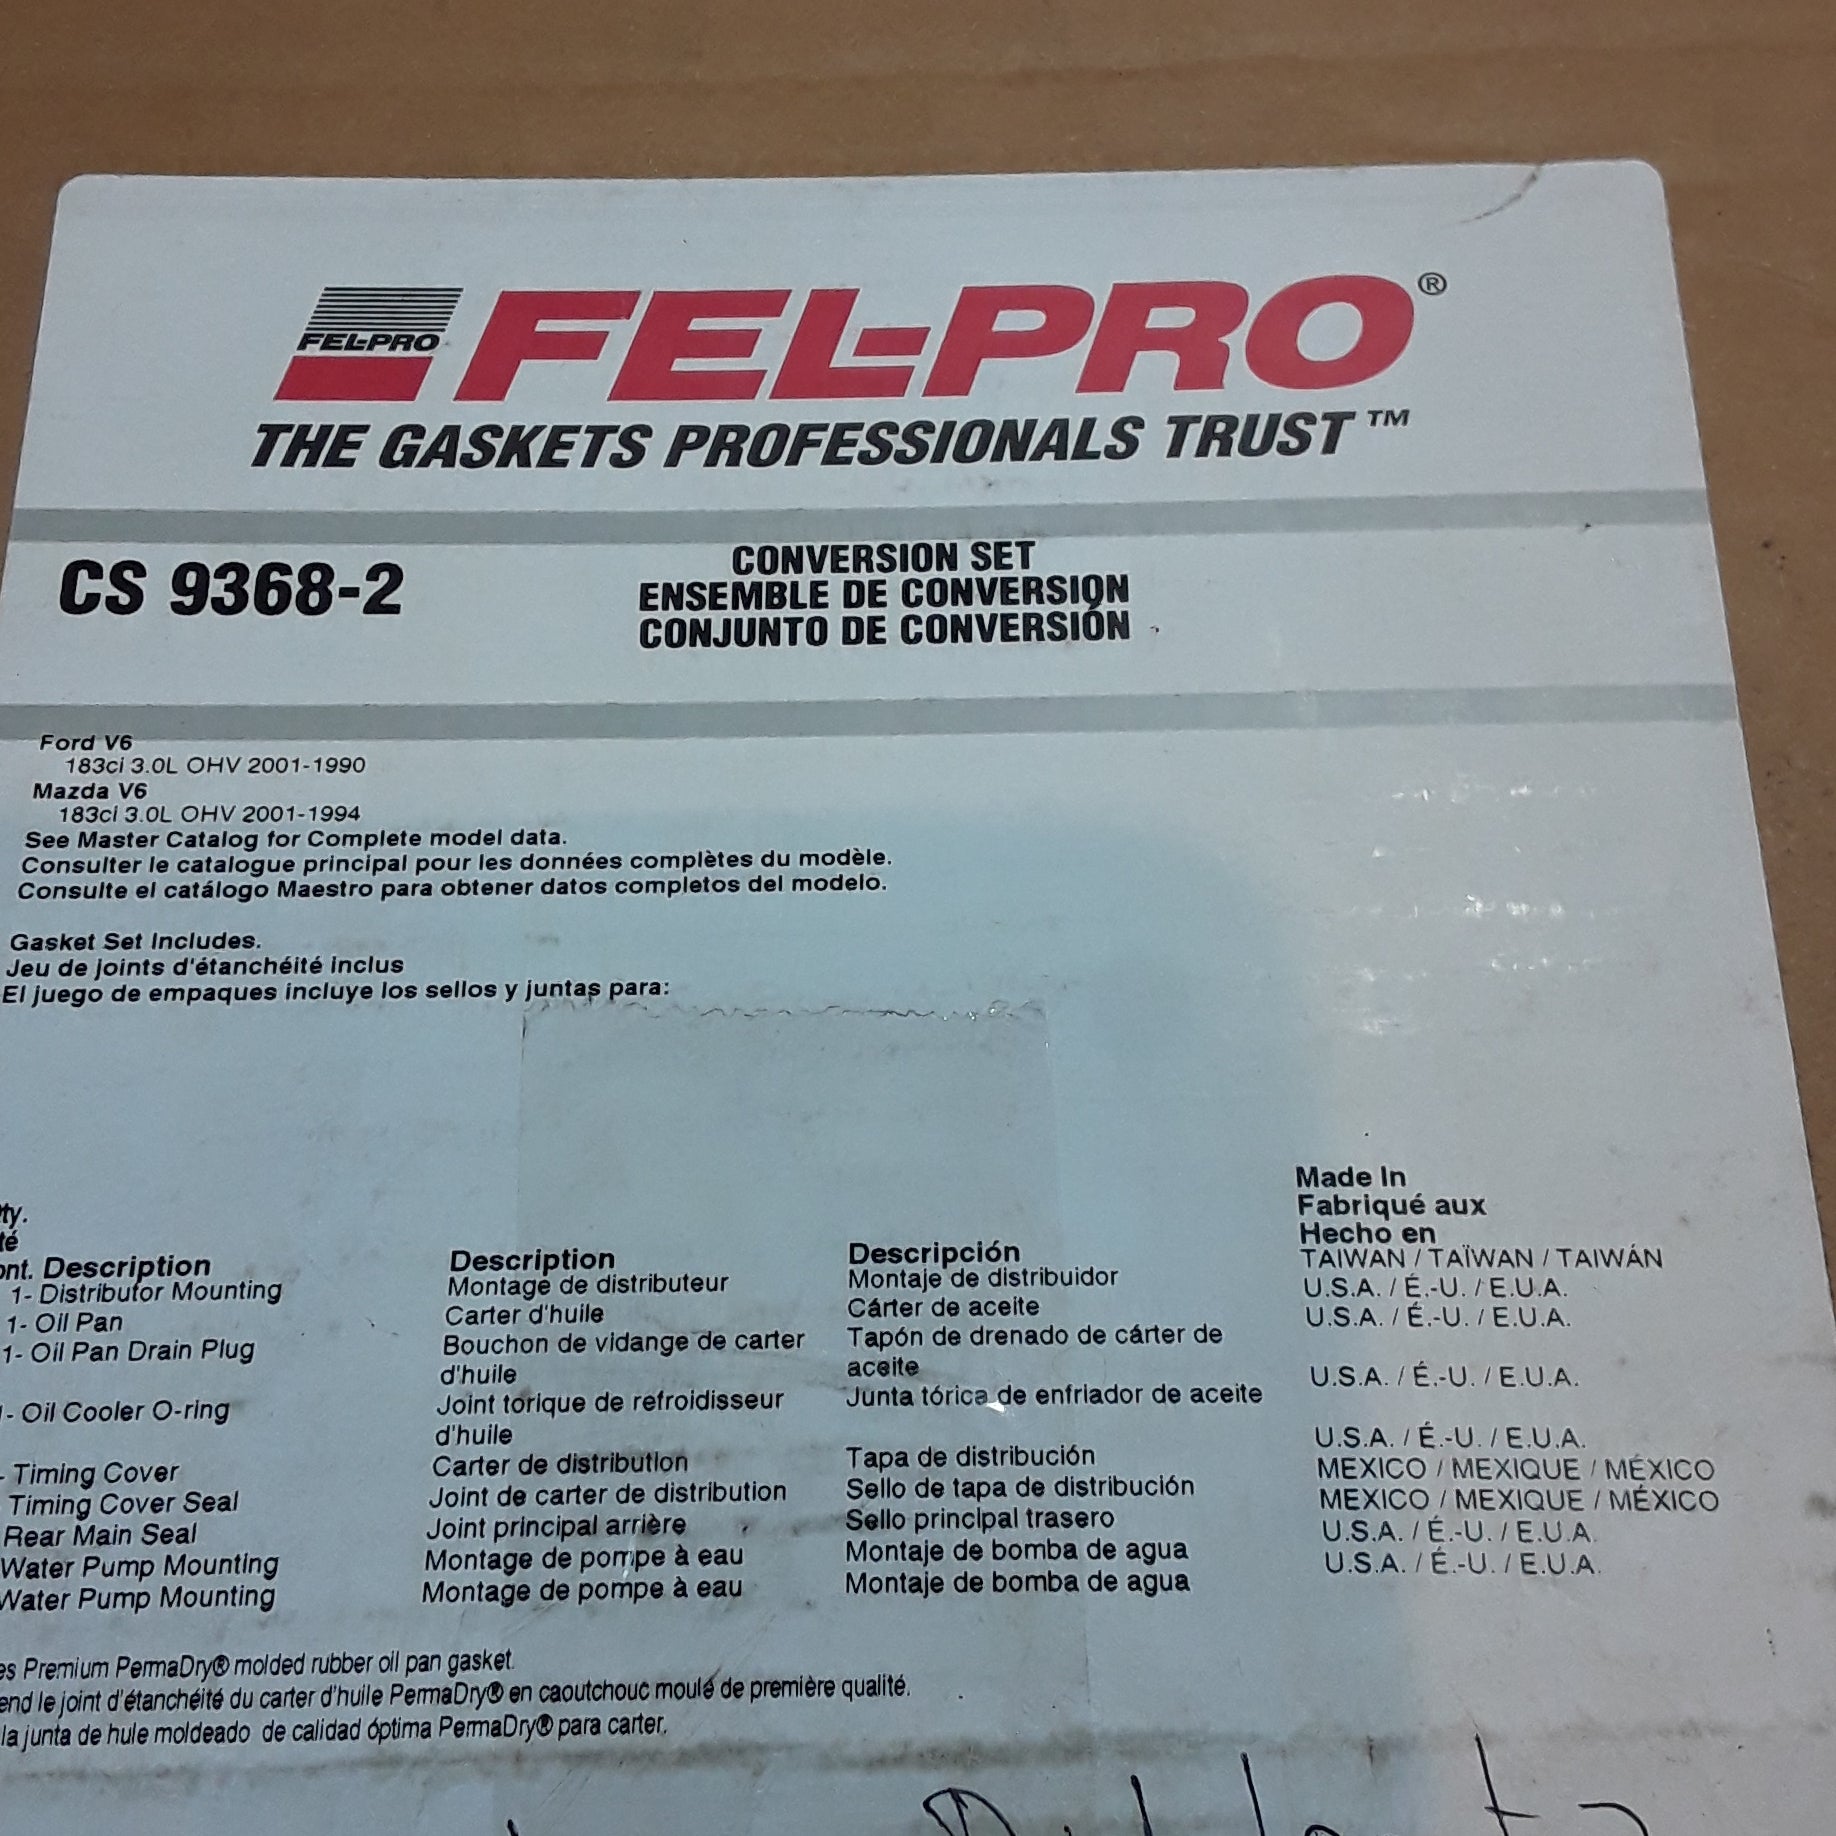 FEL-PRO FEL-PRO®
THE GASKETS PROFESSIONALS TRUST™
CS 9368-2
CONVERSION SET
ENSEMBLE DE CONVERSION
CONJUNTO DE CONVERSIÓN
Ford V6
183ci 3.0L OHV 2001-1990
Mazda V6
183ci 3.0L OHV 2001-1994
See Master Catalog for Complete model data.
Consulter le catalogue principal pour les données complètes du modèle.
Consulte el catálogo Maestro para obtener datos completos del modelo.
Gasket Set Includes.
Jeu de joints d'étanchéité inclus
El juego de empaques incluye los sellos y juntas para:
Made In
Fabriqué aux
Hecho en
Description Description Descripción
1- Distributor Mounting Montage de distributeur Montaje de distribuidor TAIWAN / TAÏWAN / TAIWÁN
1- Oil Pan Carter d'huile Cárter de aceite U.S.A. / É.-U. / E.U.A.
1- Oil Pan Drain Plug Bouchon de vidange de carter Tapón de drenado de cárter de U.S.A. / É.-U. / E.U.A.
d'huile aceite
- Oil Cooler O-ring Joint torique de refroidisseur Junta tórica de enfriador de aceite U.S.A. / É.-U. / E.U.A.
d'huile
- Timing Cover Carter de distribution Tapa de distribución U.S.A. / É.-U. / E.U.A.
Timing Cover Seal Joint de carter de distribution Sello de tapa de distribución MEXICO / MEXIQUE / MÉXICO
Rear Main Seal Joint principal arrière Sello principal trasero MEXICO / MEXIQUE / MÉXICO
Water Pump Mounting Montage de pompe à eau Montaje de bomba de agua U.S.A. / É.-U. / E.U.A.
Water Pump Mounting Montage de pompe à eau Montaje de bomba de agua U.S.A. / É.-U. / E.U.A.
Premium PermaDry® molded rubber oil pan gasket.
le joint d'étanchéité du carter d'huile PermaDry® en caoutchouc moulé de première qualité.
la junta de hule moldeado de calidad óptima PermaDry® para carter.